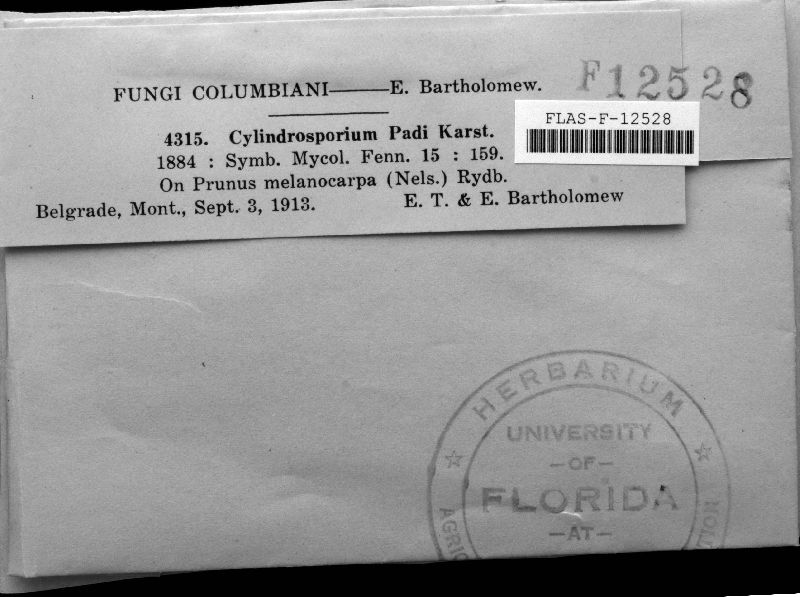 FUNGI COLUMBIANI—E. Bartholomew.
F12528
FLAS-F-12528
4315. Cylindrosporium Padi Karst.
1884 : Symb. Mycol. Fenn. 15 : 159.
On Prunus melanocarpa (Nels.) Rydb.
Belgrade, Mont., Sept. 3, 1913. E. T. & E. Bartholomew
HERBARIUM
UNIVERSITY
—OF—
FLORIDA
—AT—